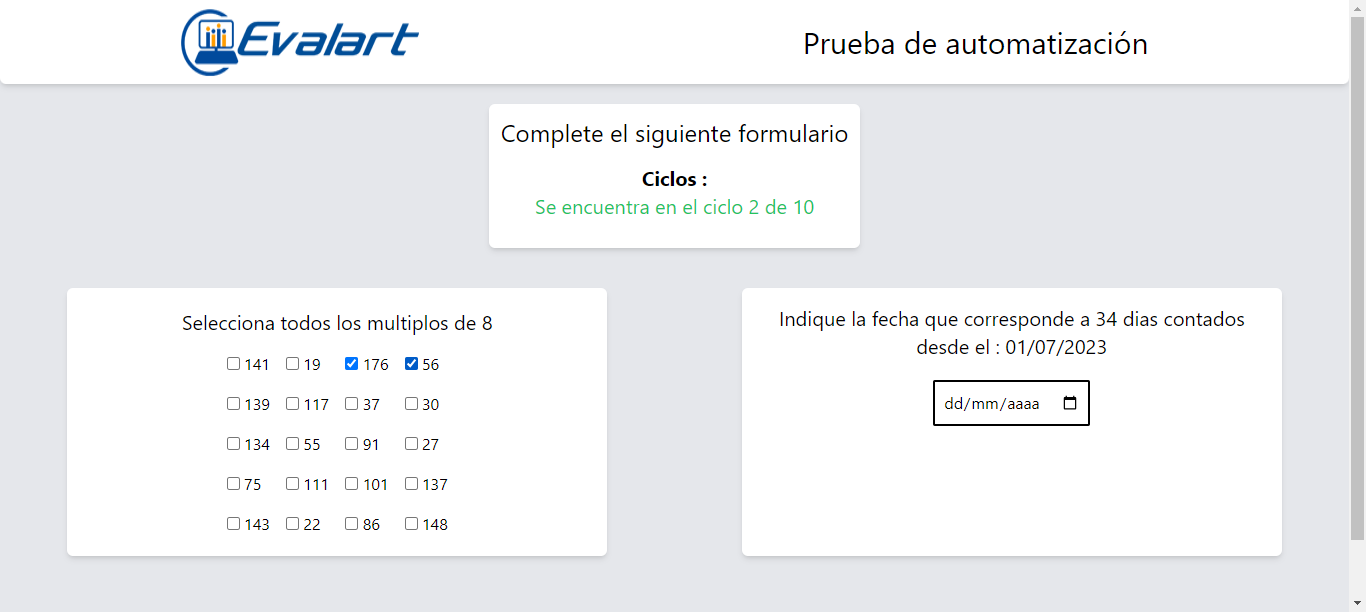 Evalart
Prueba de automatización
Complete el siguiente formulario
Ciclos :
Se encuentra en el ciclo 2 de 10
Selecciona todos los multiplos de 8
141 19 176 56
139 117 37 30
134 55 91 27
75 111 101 137
143 22 86 148
Indique la fecha que corresponde a 34 dias contados
desde el : 01/07/2023
dd/mm/aaaa